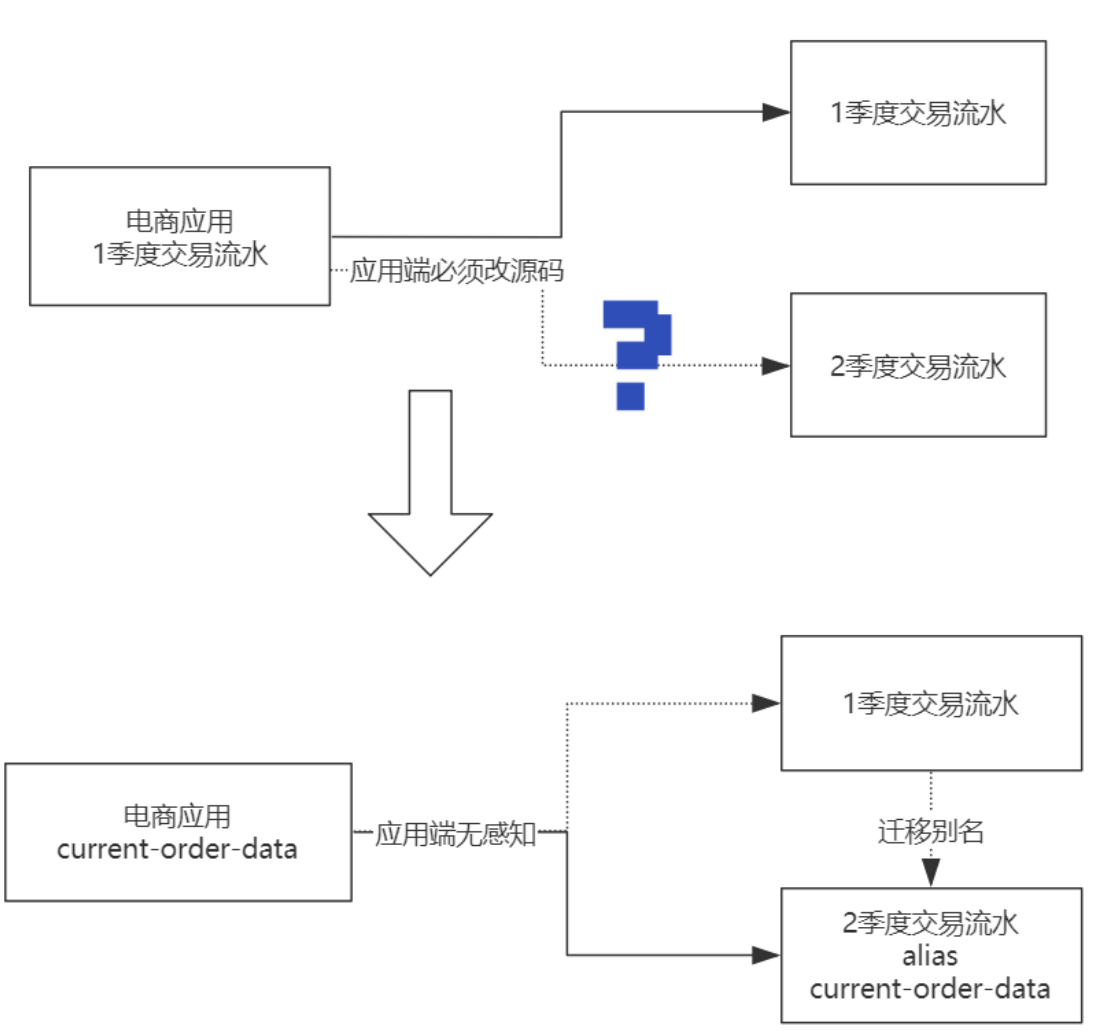 1季度交易流水
电商应用
1季度交易流水
应用端必须改源码
?
2季度交易流水
1季度交易流水
电商应用
current-order-data
应用端无感知
迁移别名
2季度交易流水
alias
current-order-data